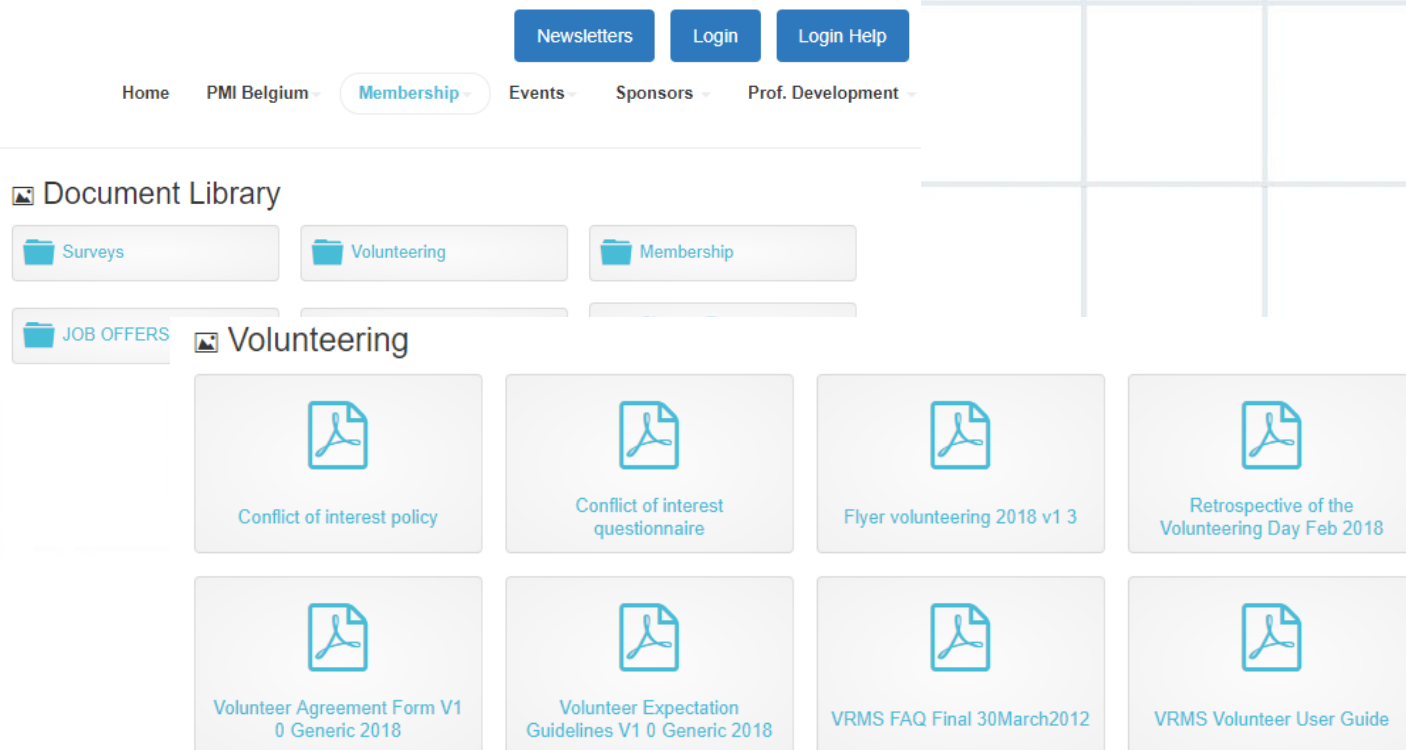 Newsletters Login Login Help
Home PMI Belgium Membership Events Sponsors Prof. Development
Document Library
Surveys Volunteering Membership
JOB OFFERS
Volunteering
Conflict of interest policy
Conflict of interest
questionnaire
Flyer volunteering 2018 v1 3
Retrospective of the
Volunteering Day Feb 2018
Volunteer Agreement Form V1
0 Generic 2018
Volunteer Expectation
Guidelines V1 0 Generic 2018
VRMS FAQ Final 30March2012
VRMS Volunteer User Guide